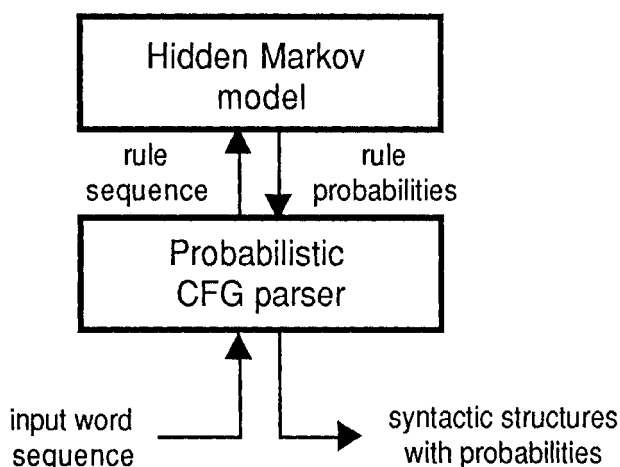 Hidden Markov
model
rule
sequence
rule
probabilities
Probabilistic
CFG parser
input word
sequence
syntactic structures
with probabilities